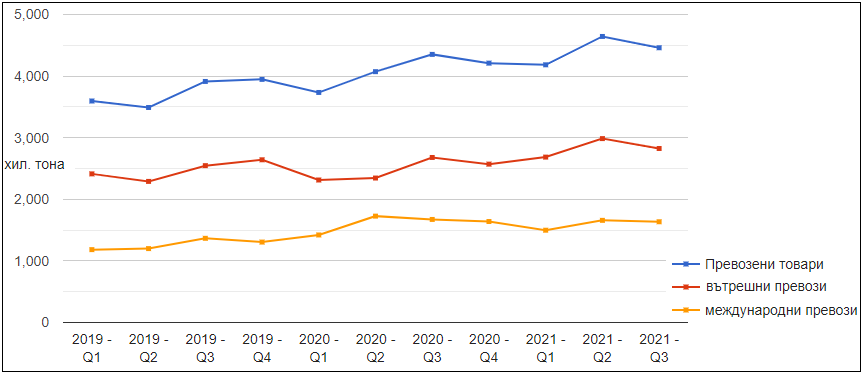 5,000
4,000
3,000
хил. тона
2,000
1,000
0
Превозени товари
вътрешни превози
международни превози
2019 - 2019 - 2019 - 2019 - 2020 - 2020 - 2020 - 2020 - 2021 - 2021 - 2021 -
Q1 Q2 Q3 Q4 Q1 Q2 Q3 Q4 Q1 Q2 Q3